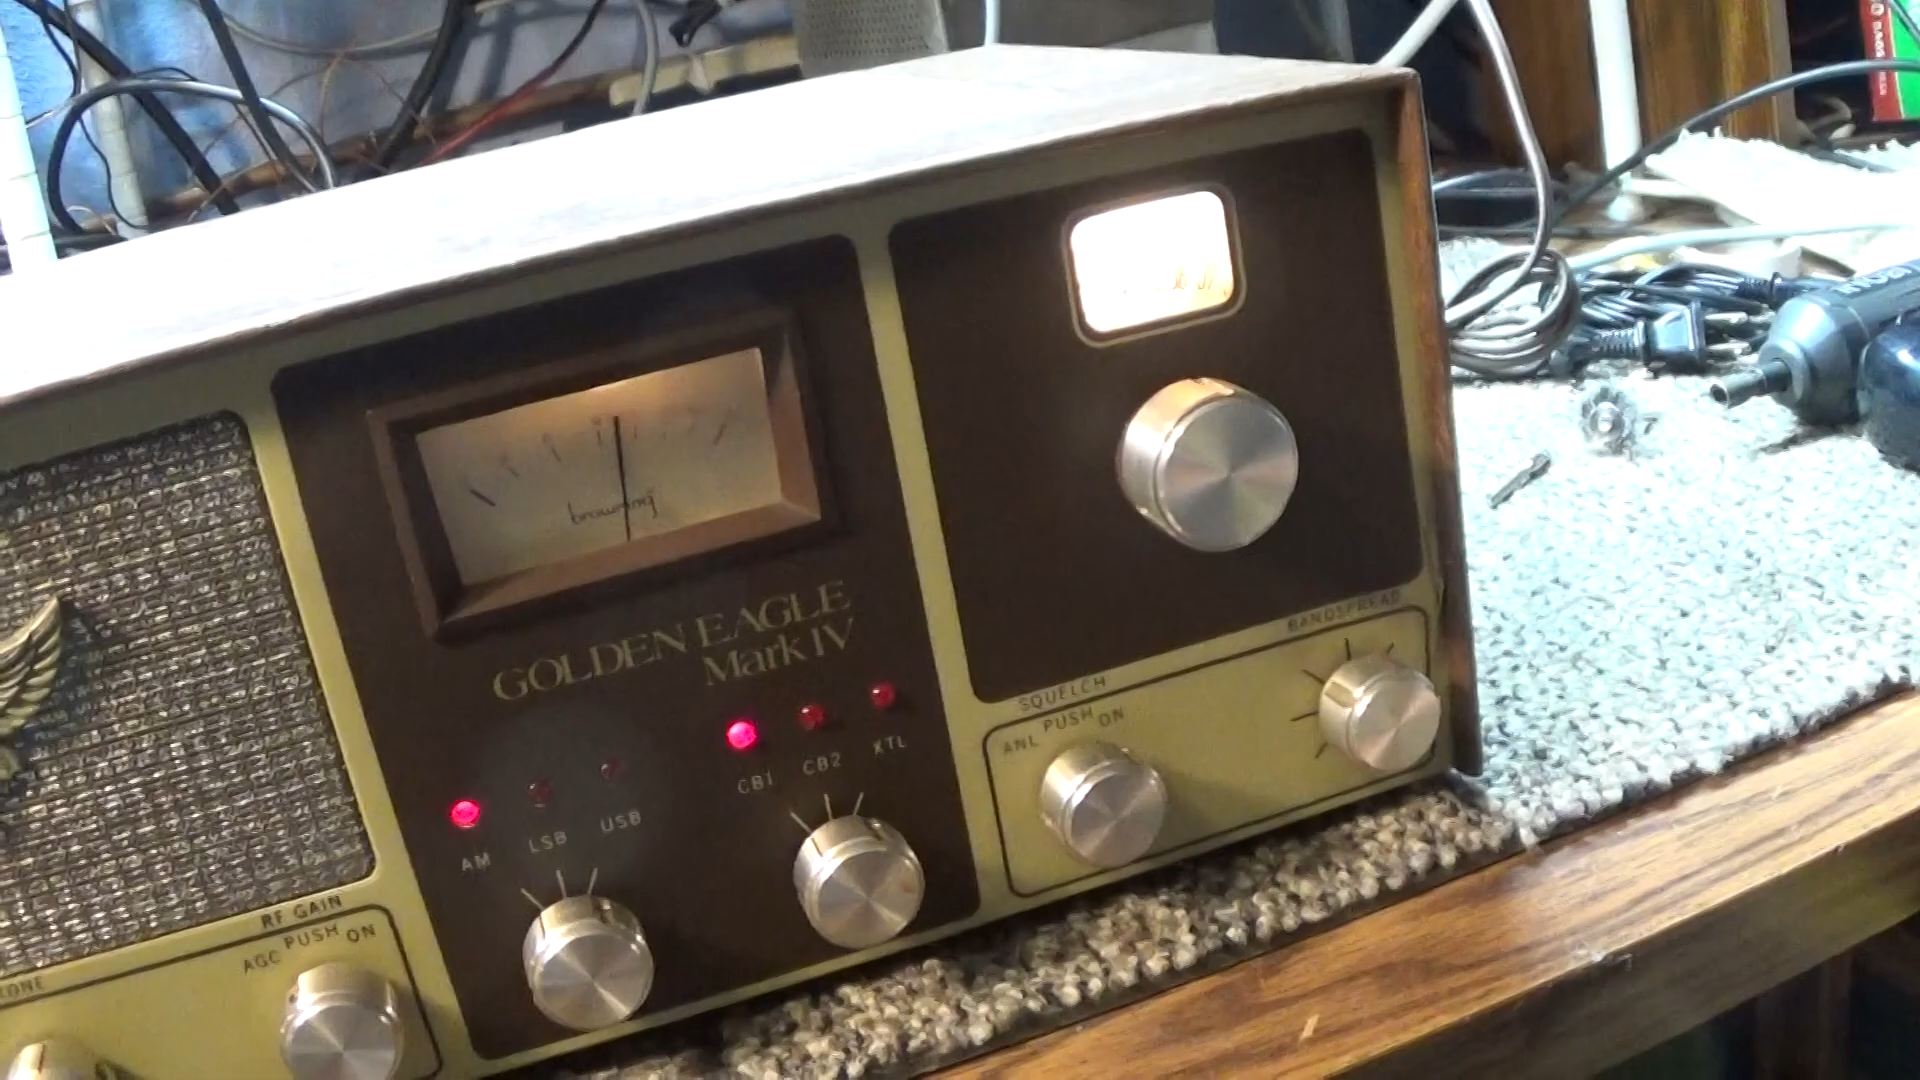 browning
GOLDEN EAGLE
Mark IV
AM
LSB
USB
CB1
CB2
XTL
RF GAIN
AGC PUSH ON
SQUELCH
ANL PUSH ON
BANDSPREAD